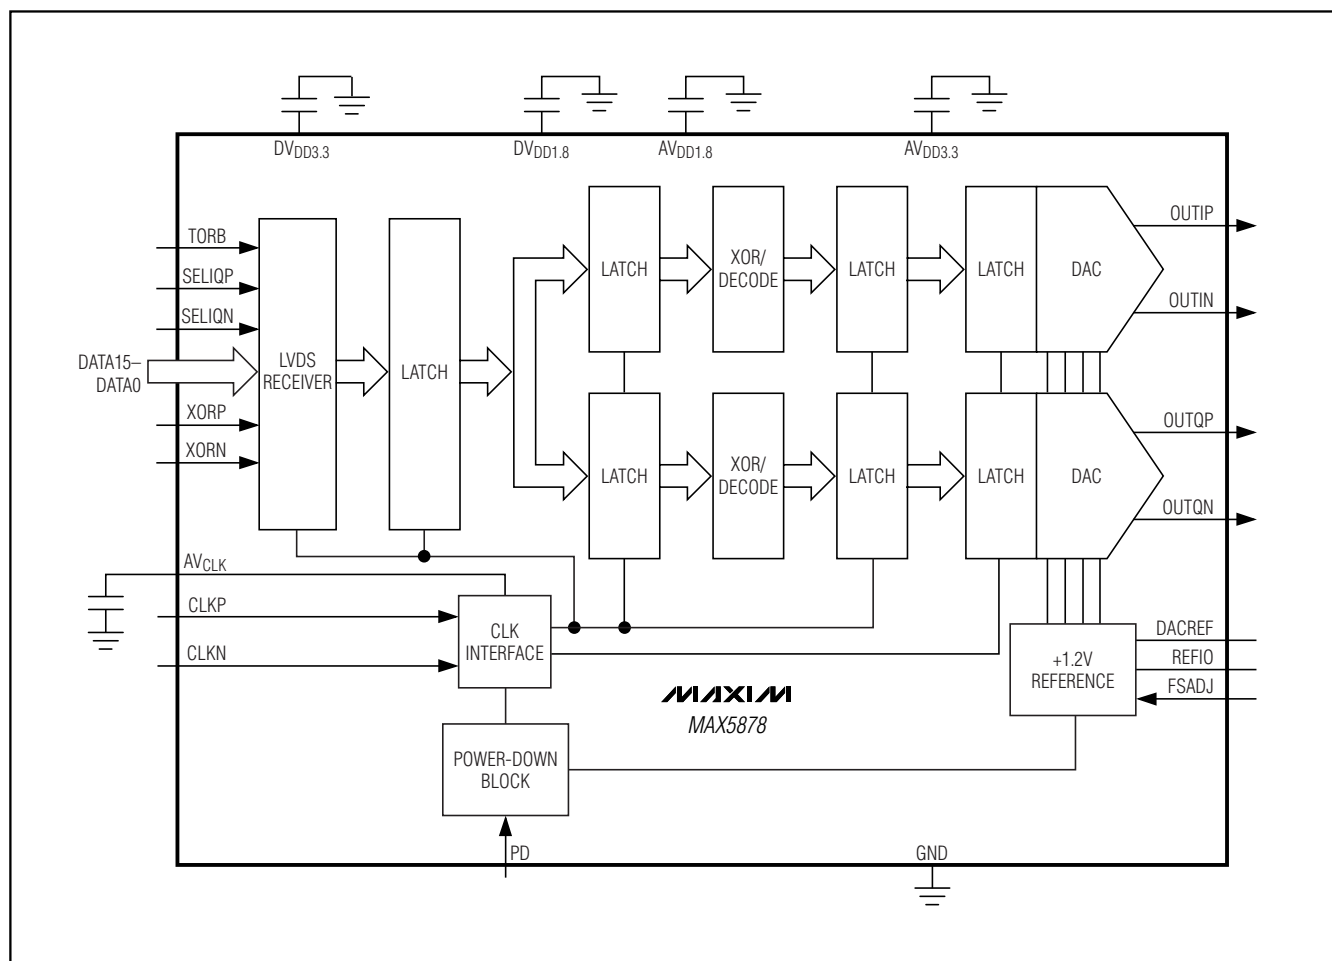 DVDD3.3
DVDD1.8
AVDD1.8
AVDD3.3
TORB
SELIQP
SELIQN
DATA15–
DATA0
XORP
XORN
LVDS
RECEIVER
LATCH
LATCH
XOR/
DECODE
LATCH
LATCH
DAC
OUTIP
OUTIN
LATCH
XOR/
DECODE
LATCH
LATCH
DAC
OUTQP
OUTQN
AVCLK
CLKP
CLKN
CLK
INTERFACE
+1.2V
REFERENCE
DACREF
REFIO
FSADJ
MAXIM
MAX5878
POWER-DOWN
BLOCK
PD
GND